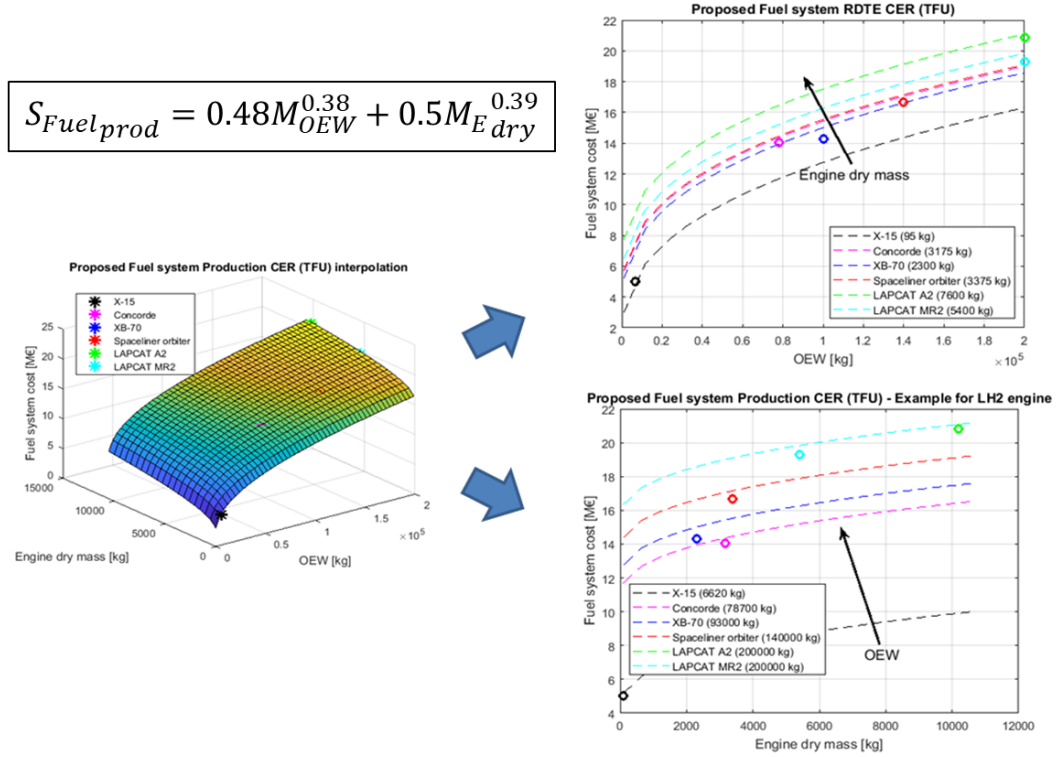 S_{Fuel_{prod}} = 0.48M_{OEW}^{0.38} + 0.5M_{E_{dry}}^{0.39}
Proposed Fuel system Production CER (TFU) interpolation
X-15
Concorde
XB-70
Spaceliner orbiter
LAPCAT A2
LAPCAT MR2
Fuel system cost [M€]
25
20
15
10
5
0
15000
10000
5000
0
Engine dry mass [kg]
0
0.5
1
1.5
2
×10^5
OEW [kg]
Proposed Fuel system RDTE CER (TFU)
Fuel system cost [M€]
22
20
18
16
14
12
10
8
6
4
2
Engine dry mass
X-15 (95 kg)
Concorde (3175 kg)
XB-70 (2300 kg)
Spaceliner orbiter (3375 kg)
LAPCAT A2 (7600 kg)
LAPCAT MR2 (5400 kg)
0 0.2 0.4 0.6 0.8 1 1.2 1.4 1.6 1.8 2
×10^5
OEW [kg]
Proposed Fuel system Production CER (TFU) - Example for LH2 engine
Fuel system cost [M€]
22
20
18
16
14
12
10
8
6
4
X-15 (6620 kg)
Concorde (78700 kg)
XB-70 (93000 kg)
Spaceliner orbiter (140000 kg)
LAPCAT A2 (200000 kg)
LAPCAT MR2 (200000 kg)
OEW
0 2000 4000 6000 8000 10000 12000
Engine dry mass [kg]